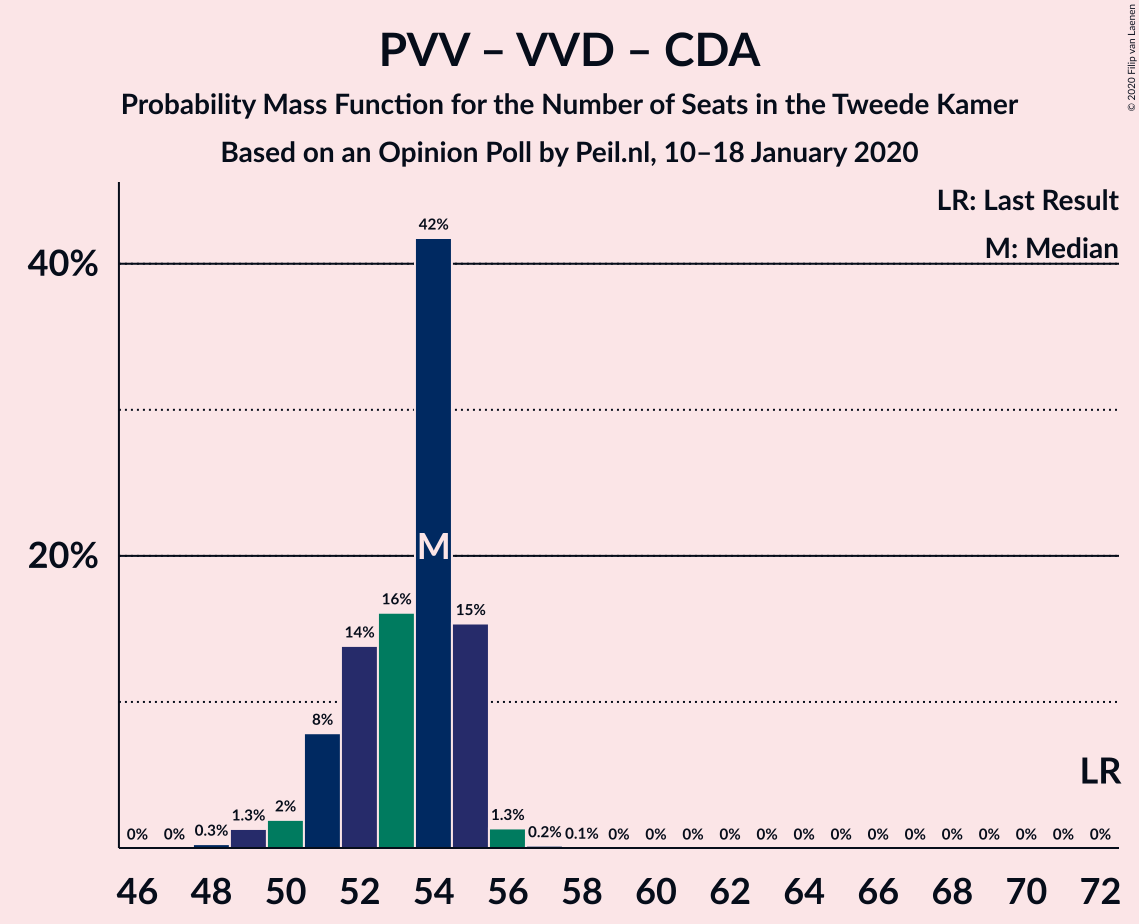 PVV – VVD – CDA
Probability Mass Function for the Number of Seats in the Tweede Kamer
Based on an Opinion Poll by Peil.nl, 10–18 January 2020
© 2020 Filip van Laenen
LR: Last Result
M: Median
40%
20%
0% 0% 0.3% 1.3% 2% 8% 14% 16% 42% 15% 1.3% 0.2% 0.1% 0% 0% 0% 0% 0% 0% 0% 0% 0% 0% 0% 0% 0% 0%
M
LR
46 48 50 52 54 56 58 60 62 64 66 68 70 72